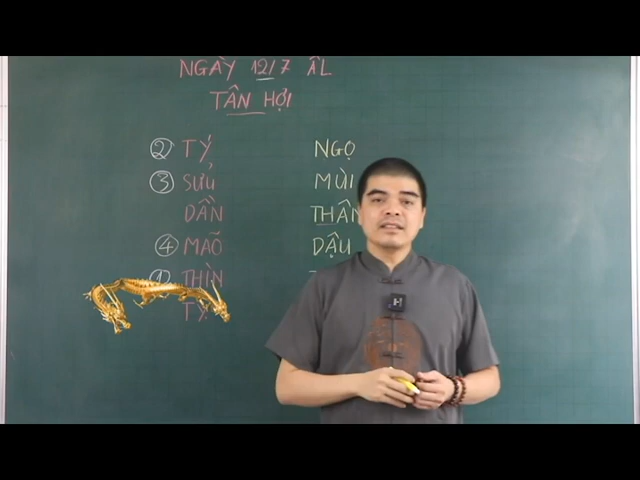 NGÀY 12/7 ÂL
TÂN HỢI
② TÝ NGỌ
③ SỬU MÙI
DẦN THÂN
④ MÃO DẬU
① THÌN
TỴ
H